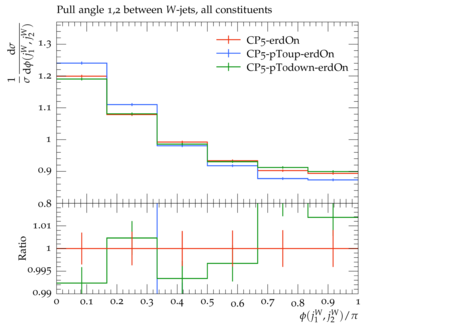 Pull angle 1,2 between W-jets, all constituents
1/σ dσ/dϕ(j₁ᵂ, j₂ᵂ)
CP5-erdOn
CP5-pToup-erdOn
CP5-pTodown-erdOn
1.3
1.2
1.1
1.0
0.9
0.8
Ratio
1.01
1.005
1
0.995
0.99
0 0.1 0.2 0.3 0.4 0.5 0.6 0.7 0.8 0.9 1
ϕ(j₁ᵂ, j₂ᵂ)/π